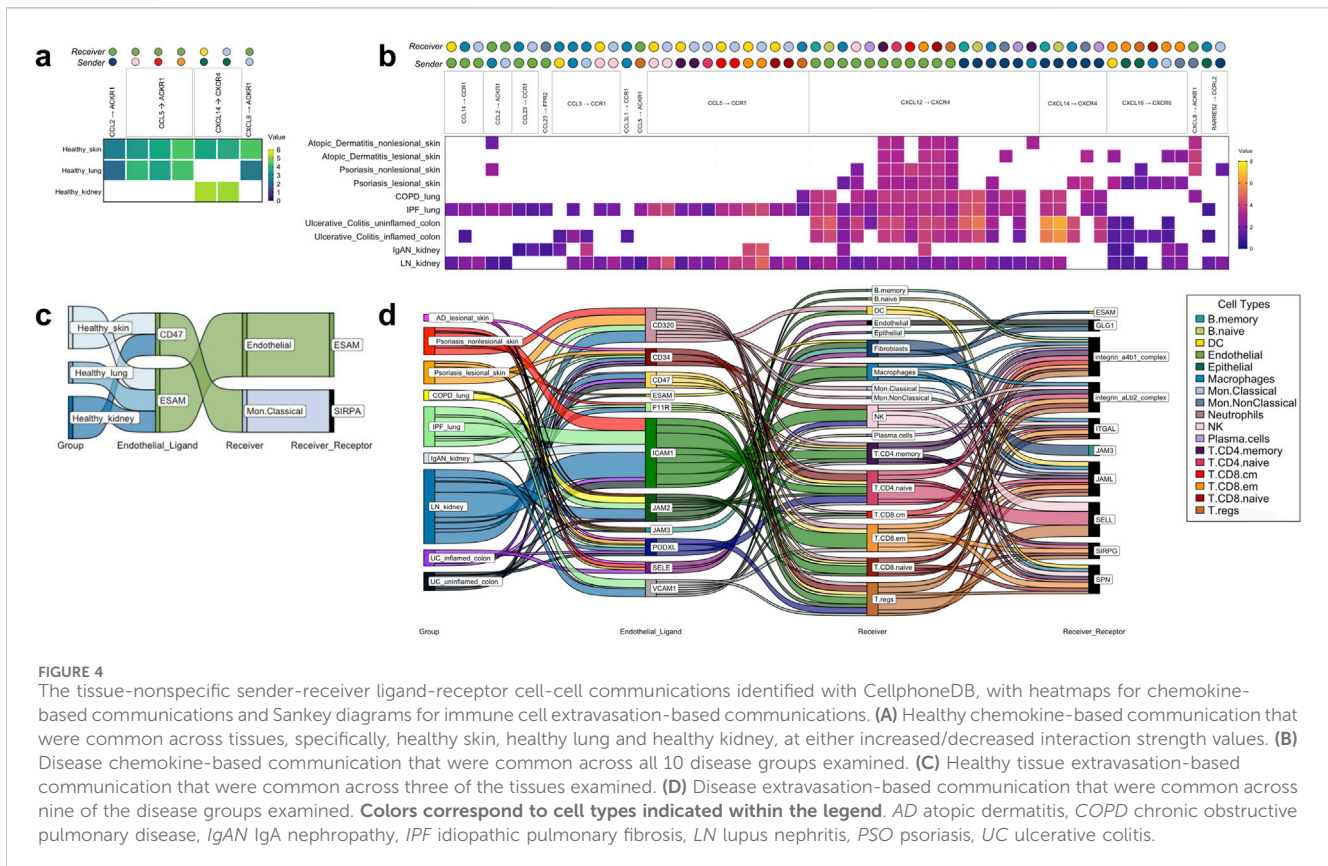 a
Receiver
Sender
CCL2 → ACKR1
CCL5 → ACKR1
CXCL14 → CXCR4
CXCL8 → ACKR1
Value
6
5
4
3
2
1
0
Healthy_skin
Healthy_lung
Healthy_kidney
b
Receiver
Sender
CCL14 → CCR1
CCL2 → ACKR1
CCL23 → CCR1
CCL23 → FPR2
CCL3 → CCR1
CCL3L1 → CCR1
CCL5 → ACKR1
CCL5 → CCR1
CXCL12 → CXCR4
CXCL14 → CXCR4
CXCL16 → CXCR6
CXCL8 → ACKR1
RARRES2 → CCRL2
Value
8
6
4
2
0
Atopic_Dermatitis_nonlesional_skin
Atopic_Dermatitis_lesional_skin
Psoriasis_nonlesional_skin
Psoriasis_lesional_skin
COPD_lung
IPF_lung
Ulcerative_Colitis_uninflamed_colon
Ulcerative_Colitis_inflamed_colon
IgAN_kidney
LN_kidney
c
Healthy_skin
Healthy_lung
Healthy_kidney
CD47
ESAM
Endothelial
Mon.Classical
ESAM
SIRPA
Group
Endothelial_Ligand
Receiver
Receiver_Receptor
d
AD_lesional_skin
Psoriasis_nonlesional_skin
Psoriasis_lesional_skin
COPD_lung
IPF_lung
IgAN_kidney
LN_kidney
UC_inflamed_colon
UC_uninflamed_colon
CD320
CD34
CD47
ESAM
F11R
ICAM1
JAM2
JAM3
PODXL
SELE
VCAM1
B.memory
B.naive
DC
Endothelial
Epithelial
Fibroblasts
Macrophages
Mon.Classical
Mon.NonClassical
NK
Plasma.cells
T.CD4.memory
T.CD4.naive
T.CD8.cm
T.CD8.em
T.CD8.naive
T.regs
ESAM
GLG1
integrin_a4b1_complex
integrin_aLb2_complex
ITGAL
JAM3
JAML
SELL
SIRPG
SPN
Group
Endothelial_Ligand
Receiver
Receiver_Receptor
Cell Types
B.memory
B.naive
DC
Endothelial
Epithelial
Macrophages
Mon.Classical
Mon.NonClassical
Neutrophils
NK
Plasma.cells
T.CD4.memory
T.CD4.naive
T.CD8.cm
T.CD8.em
T.CD8.naive
T.regs
FIGURE 4
The tissue-nonspecific sender-receiver ligand-receptor cell-cell communications identified with CellphoneDB, with heatmaps for chemokine-
based communications and Sankey diagrams for immune cell extravasation-based communications. (A) Healthy chemokine-based communication that
were common across tissues, specifically, healthy skin, healthy lung and healthy kidney, at either increased/decreased interaction strength values. (B)
Disease chemokine-based communication that were common across all 10 disease groups examined. (C) Healthy tissue extravasation-based
communication that were common across three of the tissues examined. (D) Disease extravasation-based communication that were common across
nine of the disease groups examined. Colors correspond to cell types indicated within the legend. AD atopic dermatitis, COPD chronic obstructive
pulmonary disease, IgAN IgA nephropathy, IPF idiopathic pulmonary fibrosis, LN lupus nephritis, PSO psoriasis, UC ulcerative colitis.